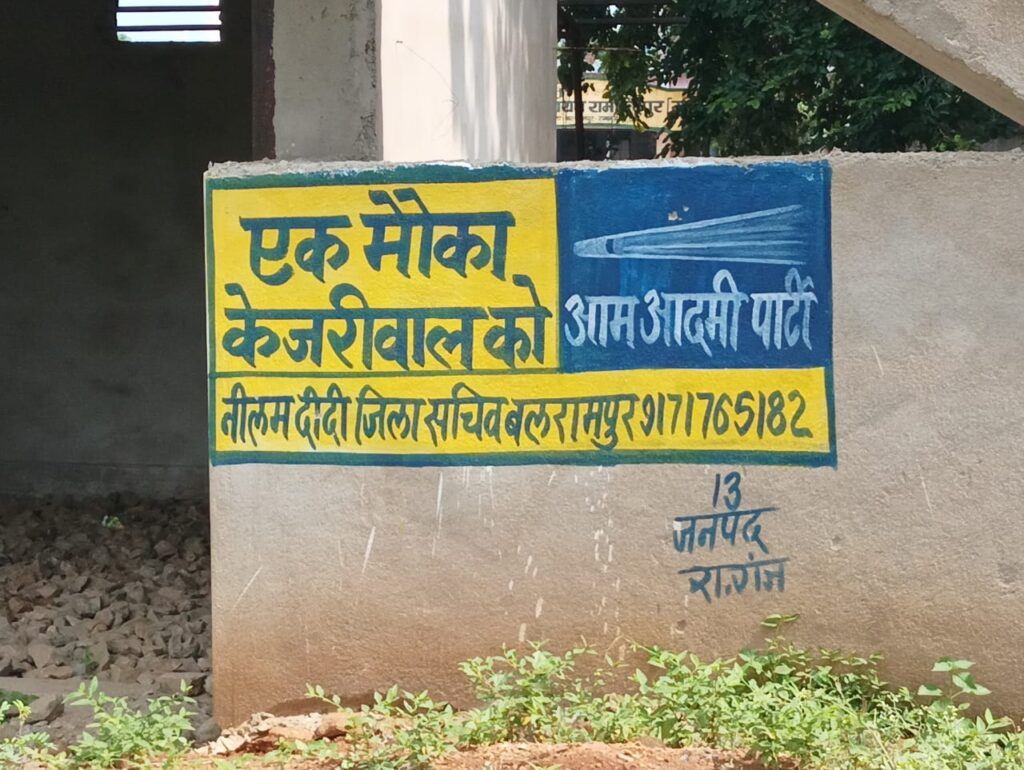 एक मौका
केजरीवाल को
आम आदमी पार्टी
नीलम दीदी जिला सचिव बलरामपुर 9171765182
13
जनपद
रा.गंज